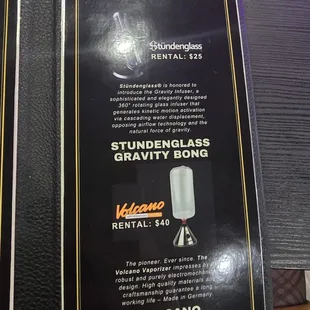 Stündenglass
RENTAL: $25
Stündenglass® is honored to
introduce the Gravity Infuser, a
sophisticated and elegantly designed
360° rotating glass infuser that
generates kinetic motion activation
via cascading water displacement,
opposing airflow technology and the
natural force of gravity.
STUNDENGLASS
GRAVITY BONG
Volcano
RENTAL: $40
The pioneer. Ever since. The
Volcano Vaporizer impresses by
robust and purely electromechan
design. High quality materials a
craftsmanship guarantee a long
working life – Made in Germany.